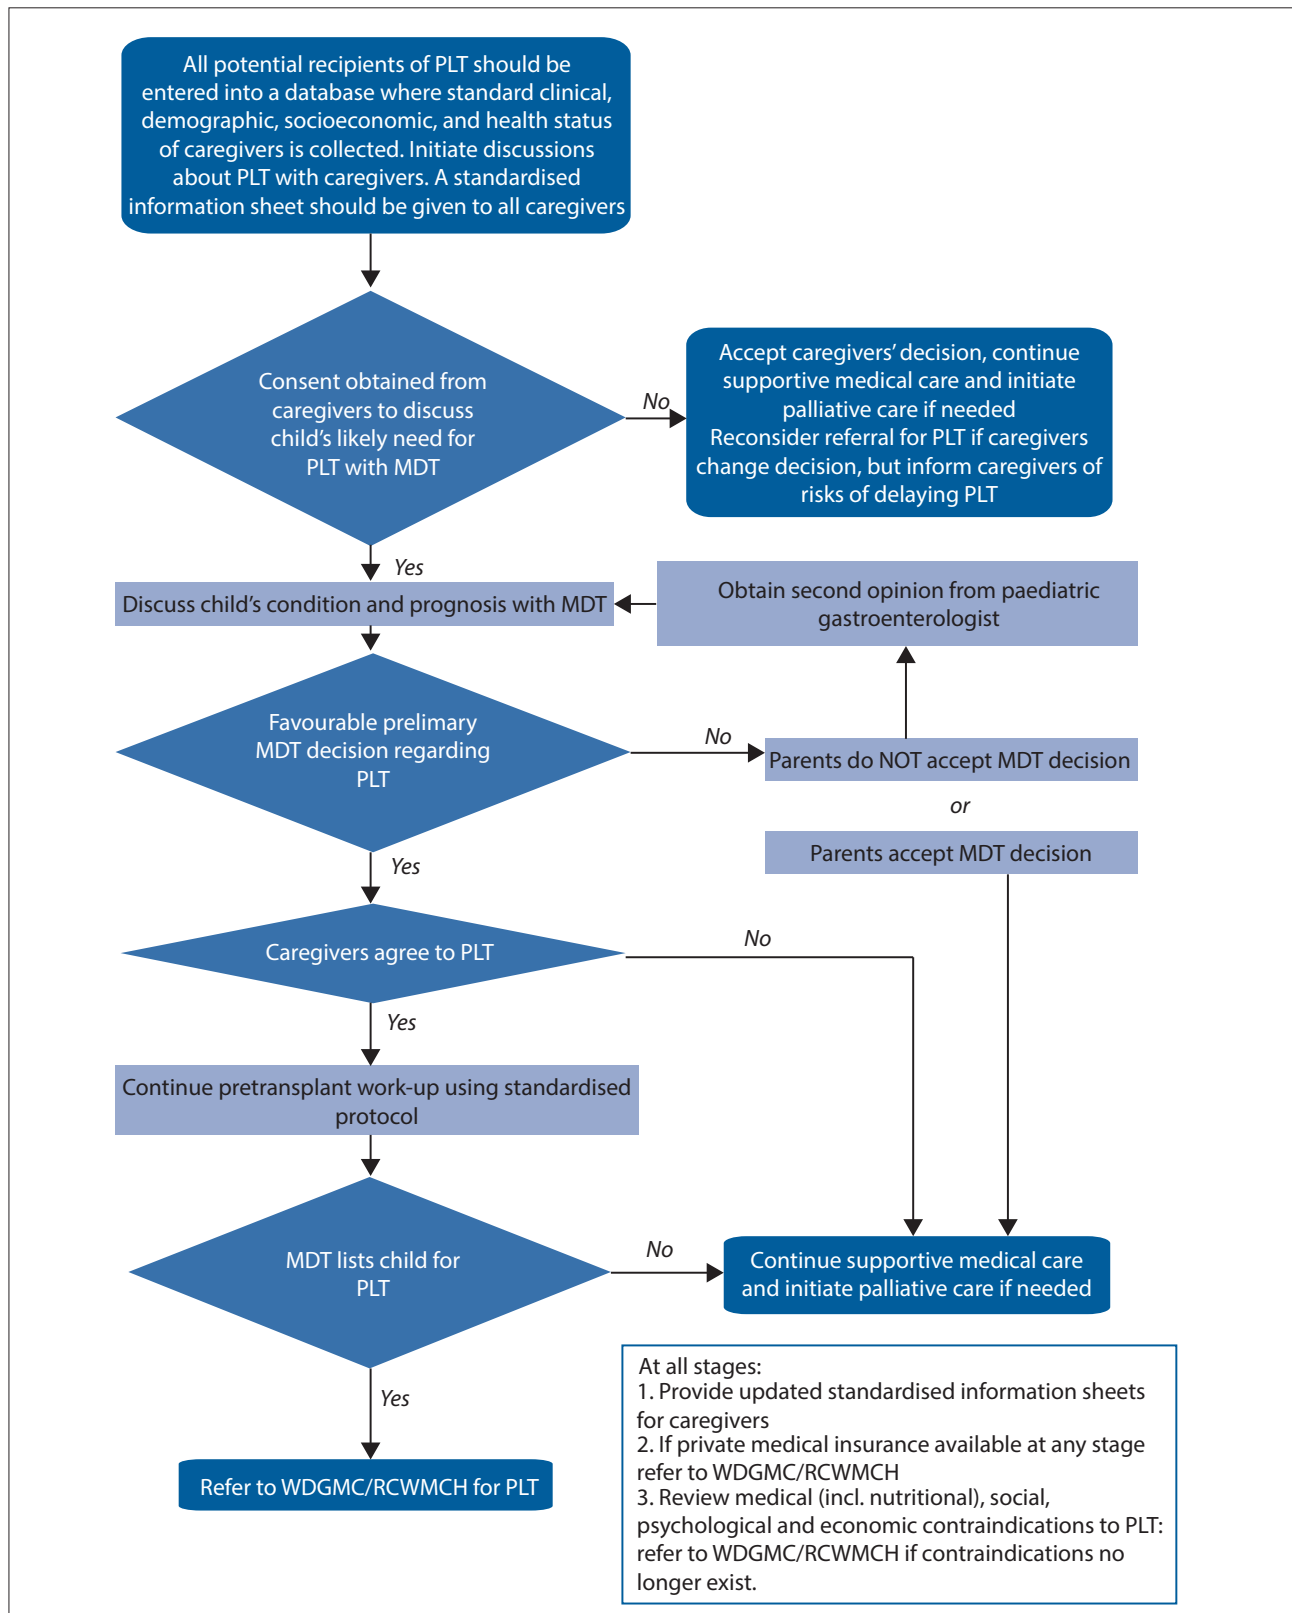 All potential recipients of PLT should be
entered into a database where standard clinical,
demographic, socioeconomic, and health status
of caregivers is collected. Initiate discussions
about PLT with caregivers. A standardised
information sheet should be given to all caregivers
Consent obtained from
caregivers to discuss
child’s likely need for
PLT with MDT
No
Accept caregivers’ decision, continue
supportive medical care and initiate
palliative care if needed
Reconsider referral for PLT if caregivers
change decision, but inform caregivers of
risks of delaying PLT
Yes
Discuss child’s condition and prognosis with MDT
Obtain second opinion from paediatric
gastroenterologist
Favourable prelimary
MDT decision regarding
PLT
No
Parents do NOT accept MDT decision
or
Parents accept MDT decision
Yes
Caregivers agree to PLT
No
Yes
Continue pretransplant work-up using standardised
protocol
MDT lists child for
PLT
No
Continue supportive medical care
and initiate palliative care if needed
Yes
Refer to WDGMC/RCWMCH for PLT
At all stages:
1. Provide updated standardised information sheets
for caregivers
2. If private medical insurance available at any stage
refer to WDGMC/RCWMCH
3. Review medical (incl. nutritional), social,
psychological and economic contraindications to PLT:
refer to WDGMC/RCWMCH if contraindications no
longer exist.